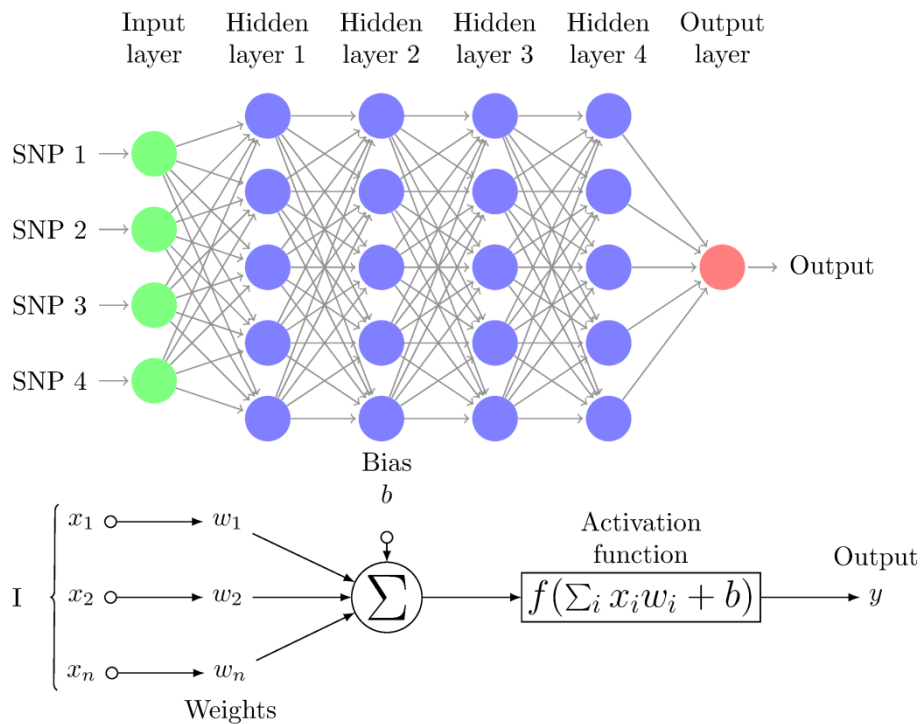 Input Hidden Hidden Hidden Hidden Output
layer layer 1 layer 2 layer 3 layer 4 layer
SNP 1
SNP 2
SNP 3
SNP 4
Output
Bias
b
I
x₁ w₁
x₂ w₂
xₙ wₙ
Weights
∑
Activation
function
f(∑ᵢ xᵢwᵢ + b)
Output
y